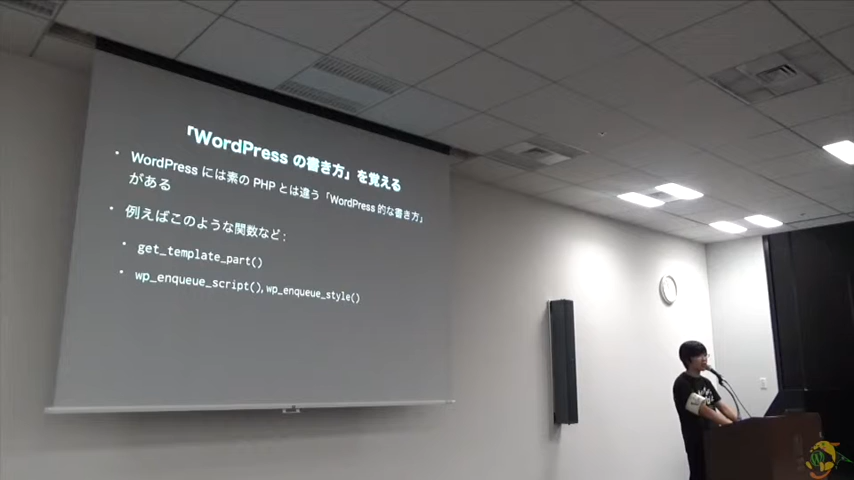 「WordPress の書き方」を覚える
• WordPress には素の PHP とは違う「WordPress 的な書き方」
がある
• 例えばこのような関数など:
• get_template_part()
• wp_enqueue_script(),wp_enqueue_style()